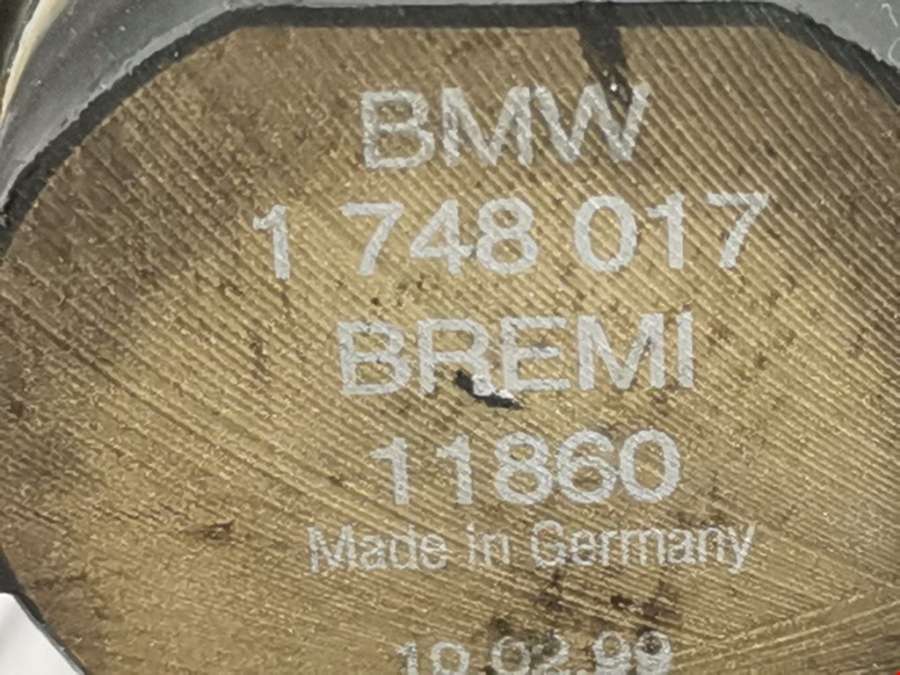 BMW
1 748 017
BREMI
11860
Made in Germany